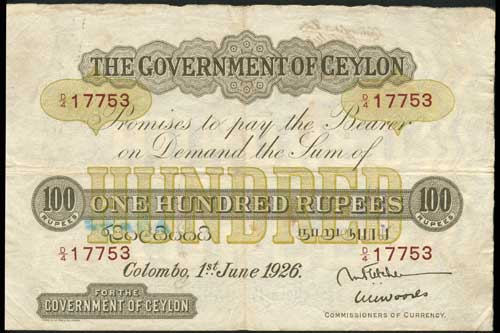 THE GOVERNMENT OF CEYLON
D/4 17753 D/4 17753
Promises to pay the Bearer
on Demand the Sum of
HUNDRED
100 RUPEES ONE HUNDRED RUPEES 100 RUPEES
நூறுரூபாய்
D/4 17753 D/4 17753
Colombo, 1st June 1926.
FOR THE
GOVERNMENT OF CEYLON
COMMISSIONERS OF CURRENCY.